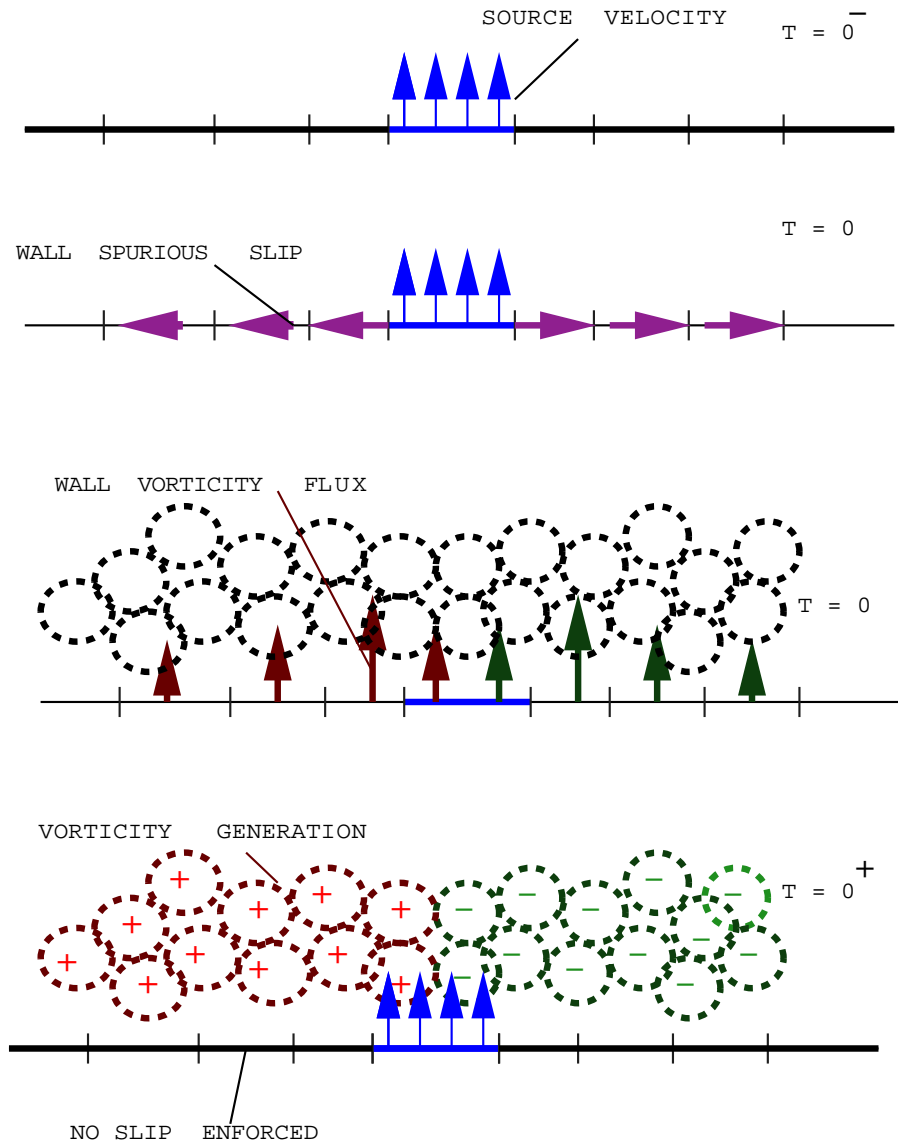 SOURCE VELOCITY
T = 0⁻
T = 0
WALL SPURIOUS SLIP
WALL VORTICITY FLUX
T = 0
VORTICITY GENERATION
T = 0⁺
+ + + + + + + + + + + +
− − − − − − − − − − − −
NO SLIP ENFORCED